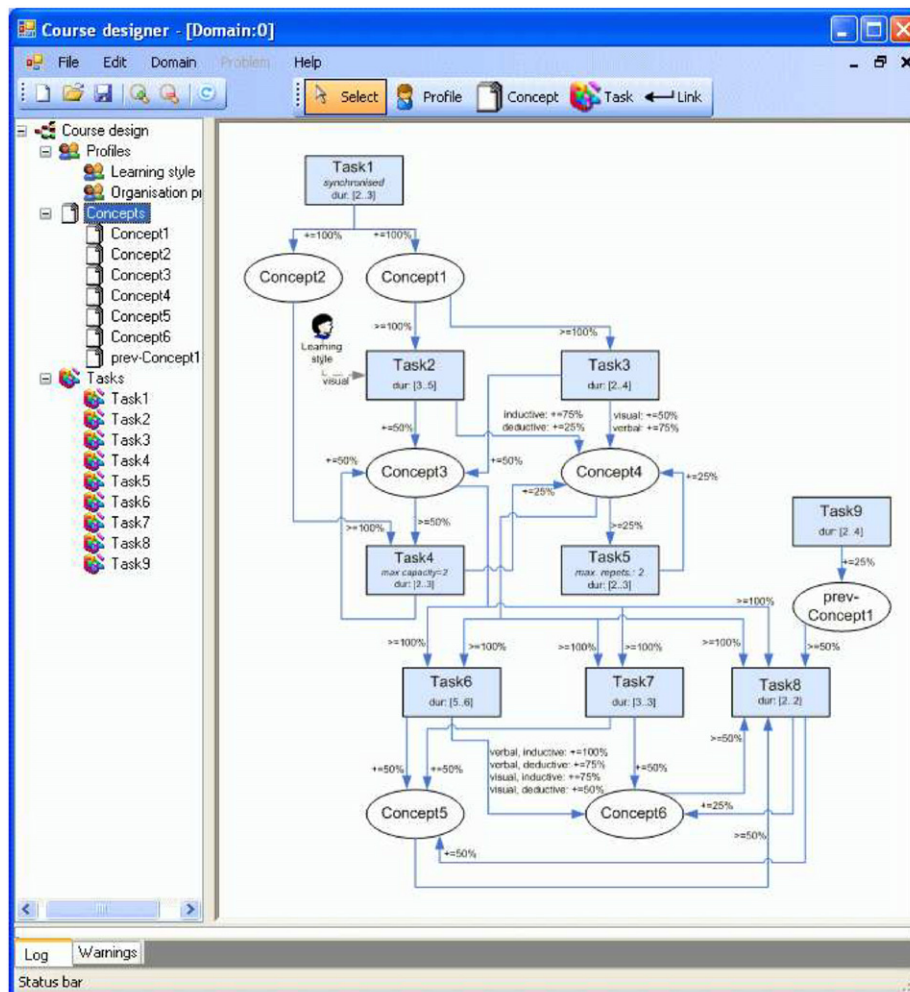 Course designer - [Domain:0]
File Edit Domain Problem Help
Select Profile Concept Task Link
Course design
Profiles
Learning style
Organisation pr
Concepts
Concept1
Concept2
Concept3
Concept4
Concept5
Concept6
prev-Concept1
Tasks
Task1
Task2
Task3
Task4
Task5
Task6
Task7
Task8
Task9
Task1
synchronised
dur: [2..3]
+=100% +=100%
Concept2 Concept1
>=100% >=100%
Learning
style
visual
Task2
dur: [3..5]
Task3
dur: [2..4]
inductive: +=75%
deductive: +=25%
visual: +=50%
verbal: +=75%
+=50%
+=50% Concept3 +=50% Concept4 +=25%
+=25%
>=100% >=50% >=25%
Task4
max capacity=2
dur: [2..3]
Task5
max. repets.: 2
dur: [2..3]
Task9
dur: [2..4]
+=25%
prev-
Concept1
>=100%
>=100% >=100% >=100% >=100% >=100% >=50%
Task6
dur: [5..6]
Task7
dur: [3..3]
Task8
dur: [2..2]
>=50%
verbal, inductive: +=100%
verbal, deductive: +=75%
visual, inductive: +=75%
visual, deductive: +=50%
+=50% +=50% +=50%
Concept5 Concept6 +=25%
>=50%
+=50%
Log Warnings
Status bar